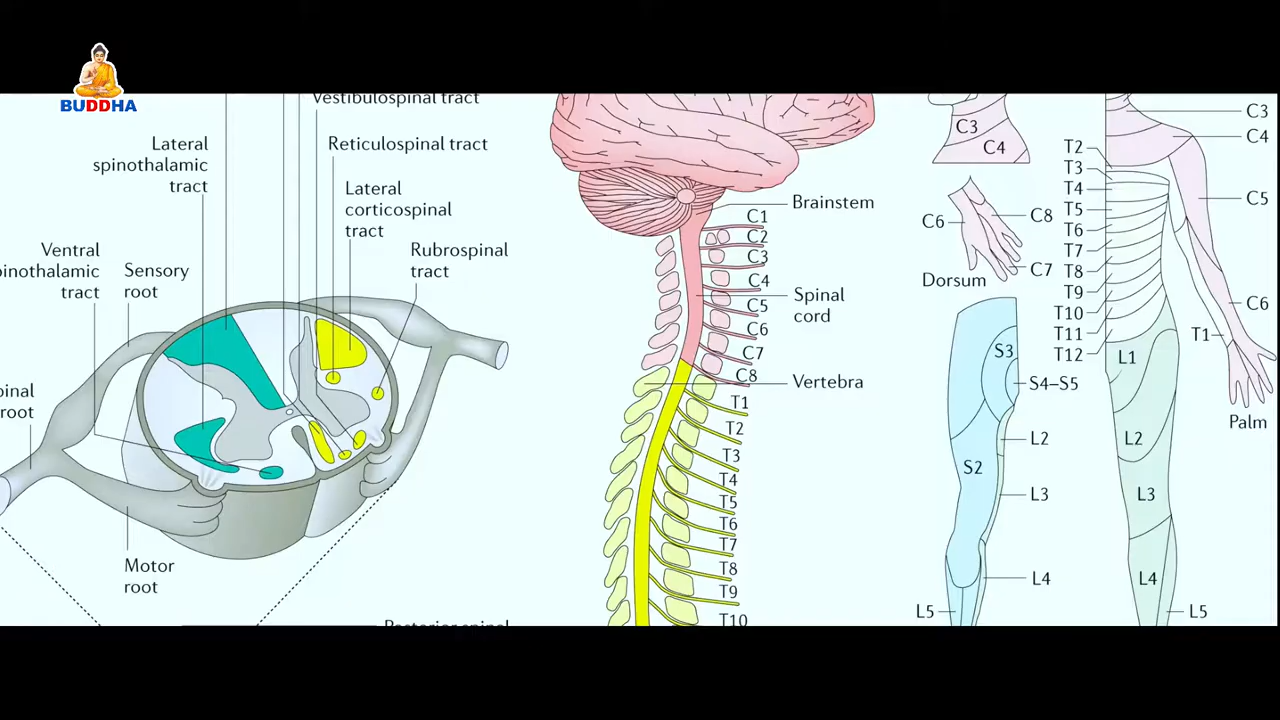 BUDDHA
Vestibulospinal tract
Lateral
spinothalamic
tract
Reticulospinal tract
Lateral
corticospinal
tract
Rubrospinal
tract
Ventral
inothalamic
tract
Sensory
root
inal
root
Motor
root
Brainstem
Spinal
cord
Vertebra
C1
C2
C3
C4
C5
C6
C7
C8
T1
T2
T3
T4
T5
T6
T7
T8
T9
T10
C3
C4
C6
C8
C7
Dorsum
S3
S4–S5
L2
S2
L3
L4
L5
T2
T3
T4
T5
T6
T7
T8
T9
T10
T11
T12
C3
C4
C5
C6
T1
Palm
L1
L2
L3
L4
L5